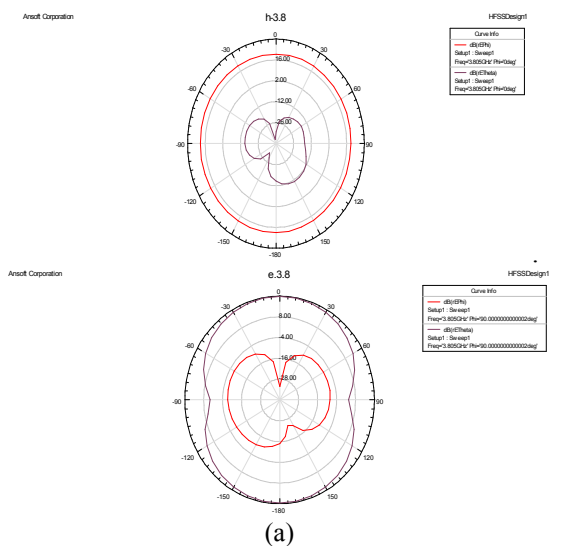 Ansoft Corporation
h-3.8
HFSSDesign1
Curve Info
dB(rEPhi)
Setup1 : Sweep1
Freq='3.805GHz' Phi='0deg'
dB(rETheta)
Setup1 : Sweep1
Freq='3.805GHz' Phi='0deg'
0
-30
30
16.00
-60
60
2.00
-12.00
-26.00
-90
90
-120
120
-150
150
-180
Ansoft Corporation
e.3.8
HFSSDesign1
Curve Info
dB(rEPhi)
Setup1 : Sweep1
Freq='3.805GHz' Phi='90.0000000000002deg'
dB(rETheta)
Setup1 : Sweep1
Freq='3.805GHz' Phi='90.0000000000002deg'
0
-30
30
8.00
-60
60
-4.00
-16.00
-28.00
-90
90
-120
120
-150
150
-180
(a)